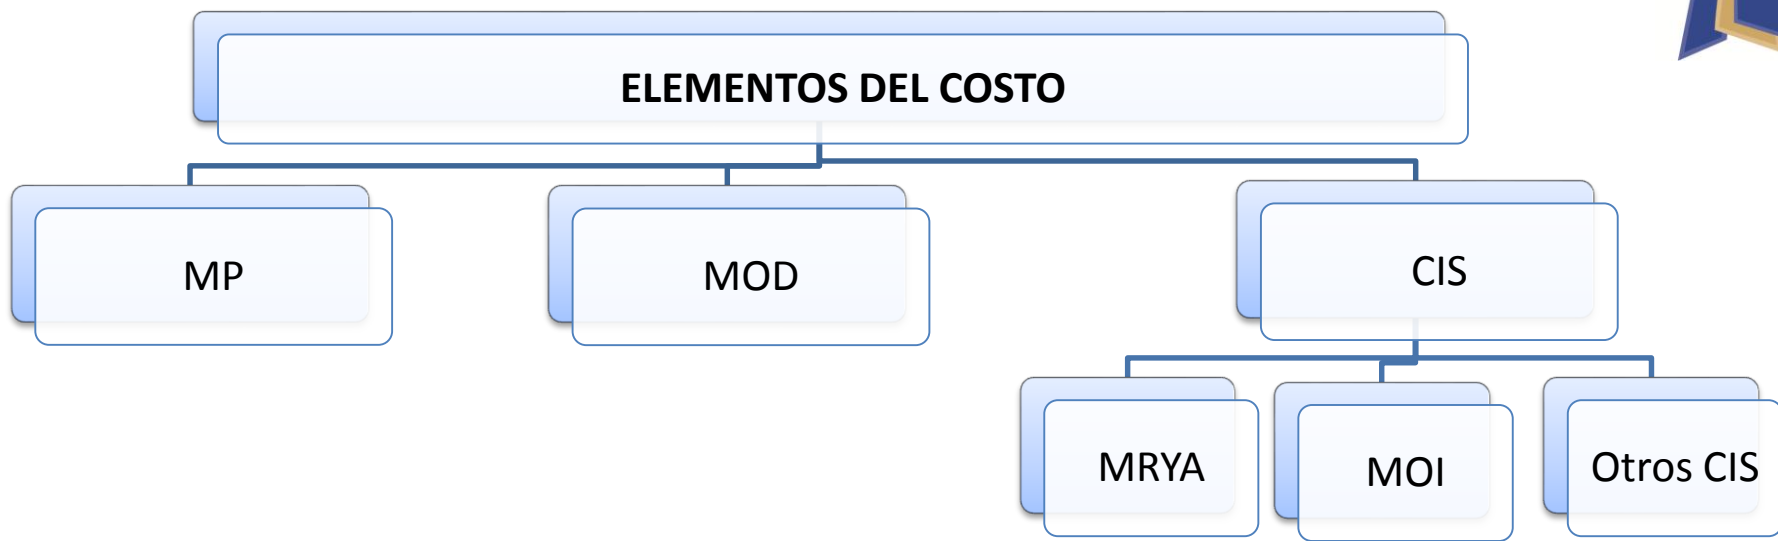 ELEMENTOS DEL COSTO
MP
MOD
CIS
MRYA
MOI
Otros CIS